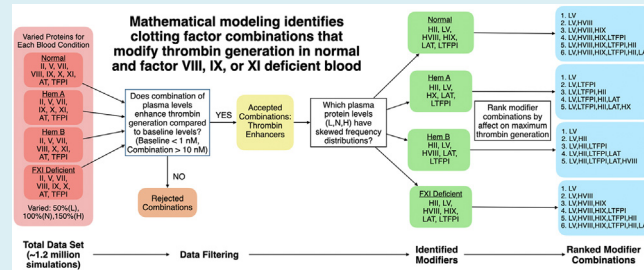 Mathematical modeling identifies
clotting factor combinations that
modify thrombin generation in normal
and factor VIII, IX, or XI deficient blood
Varied Proteins for
Each Blood Condition
Normal
II, V, VII,
VIII, IX, X, XI,
AT, TFPI
Hem A
II, V, VII,
IX, X, XI,
AT, TFPI
Hem B
II, V, VII,
VIII, X, XI,
AT, TFPI
FXI Deficient
II, V, VII,
VIII, IX, X,
AT, TFPI
Varied: 50%(L),
100%(N),150%(H)
Does combination of
plasma levels
enhance thrombin
generation compared to
baseline levels?
(Baseline < 1 nM,
Combination > 10 nM)
YES
NO
Rejected
Combinations
Accepted
Combinations:
Thrombin
Enhancers
Which plasma
protein levels
(L,N,H) have
skewed frequency
distributions?
Normal
HII, LV,
HVIII, HIX,
LAT, LTFPI
Hem A
HII, LV,
HX, LAT,
LTFPI
Hem B
HII, LV,
HVIII, LAT,
LTFPI
FXI Deficient
HII, LV,
HVIII, HIX,
LAT, LTFPI
Rank modifier
combinations by
affect on maximum
thrombin generation
1. LV
2. LV,HVIII
3. LV,HVIII,HIX
4. LV,HVIII,HIX,LTFPI
5. LV,HVIII,HIX,LTFPI,HII
6. LV,HVIII,HIX,LTFPI,HII,LA
1. LV
2. LV,LTFPI
3. LV,LTFPI,HII
4. LV,LTFPI,HII,LAT
5. LV,LTFPI,HII,LAT,HX
1. LV
2. LV,HII
3. LV,HII,LTFPI
4. LV,HII,LTFPI,LAT
5. LV,HII,LTFPI,LAT,HVIII
1. LV
2. LV,HVIII
3. LV,HVIII,HIX
4. LV,HVIII,HIX,LTFPI
5. LV,HVIII,HIX,LTFPI,HII
6. LV,HVIII,HIX,LTFPI,HII,LA
Total Data Set
(~1.2 million
simulations)
Data Filtering
Identified
Modifiers
Ranked Modifier
Combinations